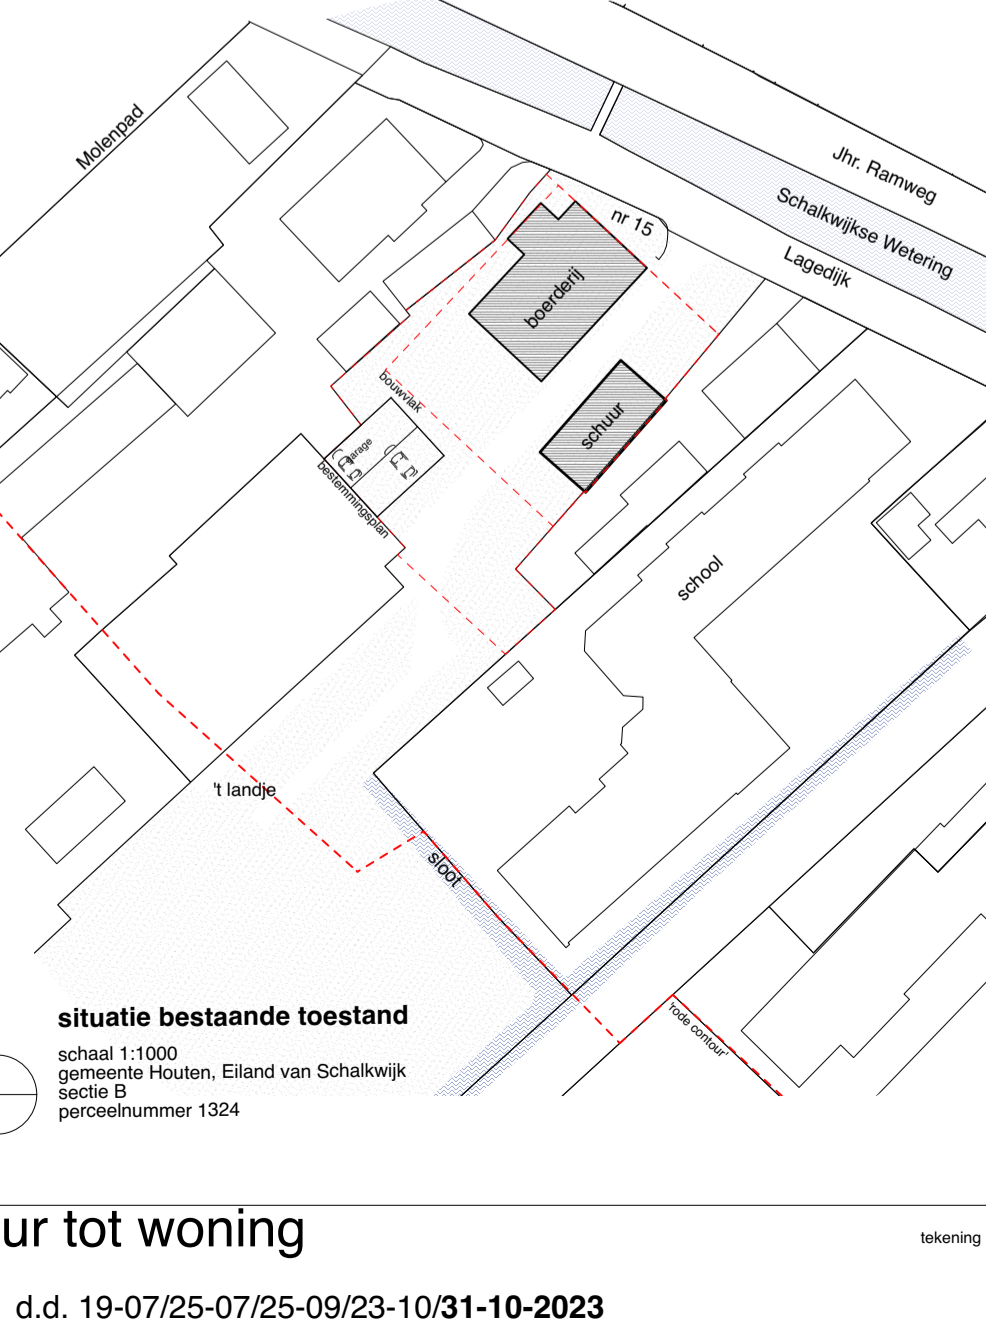 Molenpad
Jhr. Ramweg
Schalkwijkse Wetering
Lagedijk
nr 15
boerderij
bouwvlak
schuur
garage
bestemmingsplan
school
't landje
sloot
'rode contour'
situatie bestaande toestand
schaal 1:1000
gemeente Houten, Eiland van Schalkwijk
sectie B
perceelnummer 1324
ur tot woning
tekening
d.d. 19-07/25-07/25-09/23-10/31-10-2023